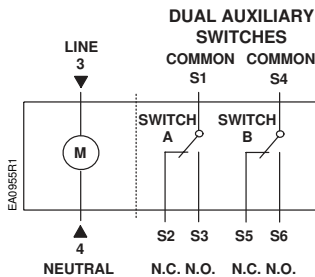 DUAL AUXILIARY
SWITCHES
LINE
3
COMMON COMMON
S1 S4
SWITCH
A
SWITCH
B
M
EA0955R1
4
NEUTRAL
S2 S3 S5 S6
N.C. N.O. N.C. N.O.